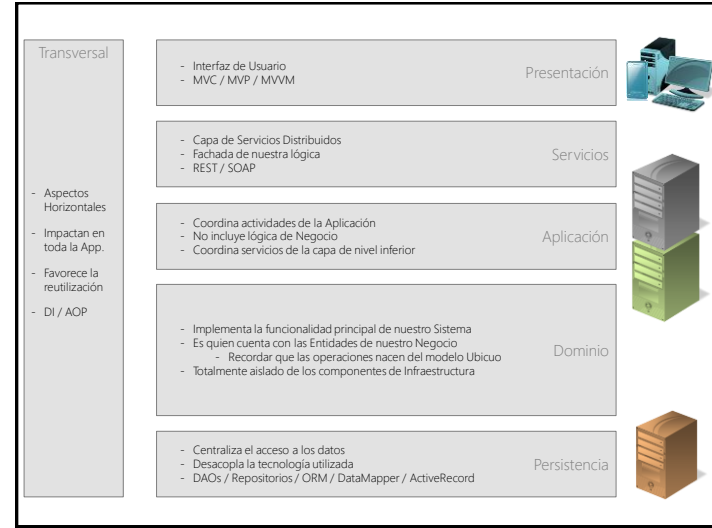 Transversal
- Aspectos
Horizontales
- Impactan en
toda la App.
- Favorece la
reutilización
- DI / AOP
- Interfaz de Usuario
- MVC / MVP / MVVM
Presentación
- Capa de Servicios Distribuidos
- Fachada de nuestra lógica
- REST / SOAP
Servicios
- Coordina actividades de la Aplicación
- No incluye lógica de Negocio
- Coordina servicios de la capa de nivel inferior
Aplicación
- Implementa la funcionalidad principal de nuestro Sistema
- Es quien cuenta con las Entidades de nuestro Negocio
- Recordar que las operaciones nacen del modelo Ubicuo
- Totalmente aislado de los componentes de Infraestructura
Dominio
- Centraliza el acceso a los datos
- Desacopla la tecnología utilizada
- DAOs / Repositorios / ORM / DataMapper / ActiveRecord
Persistencia